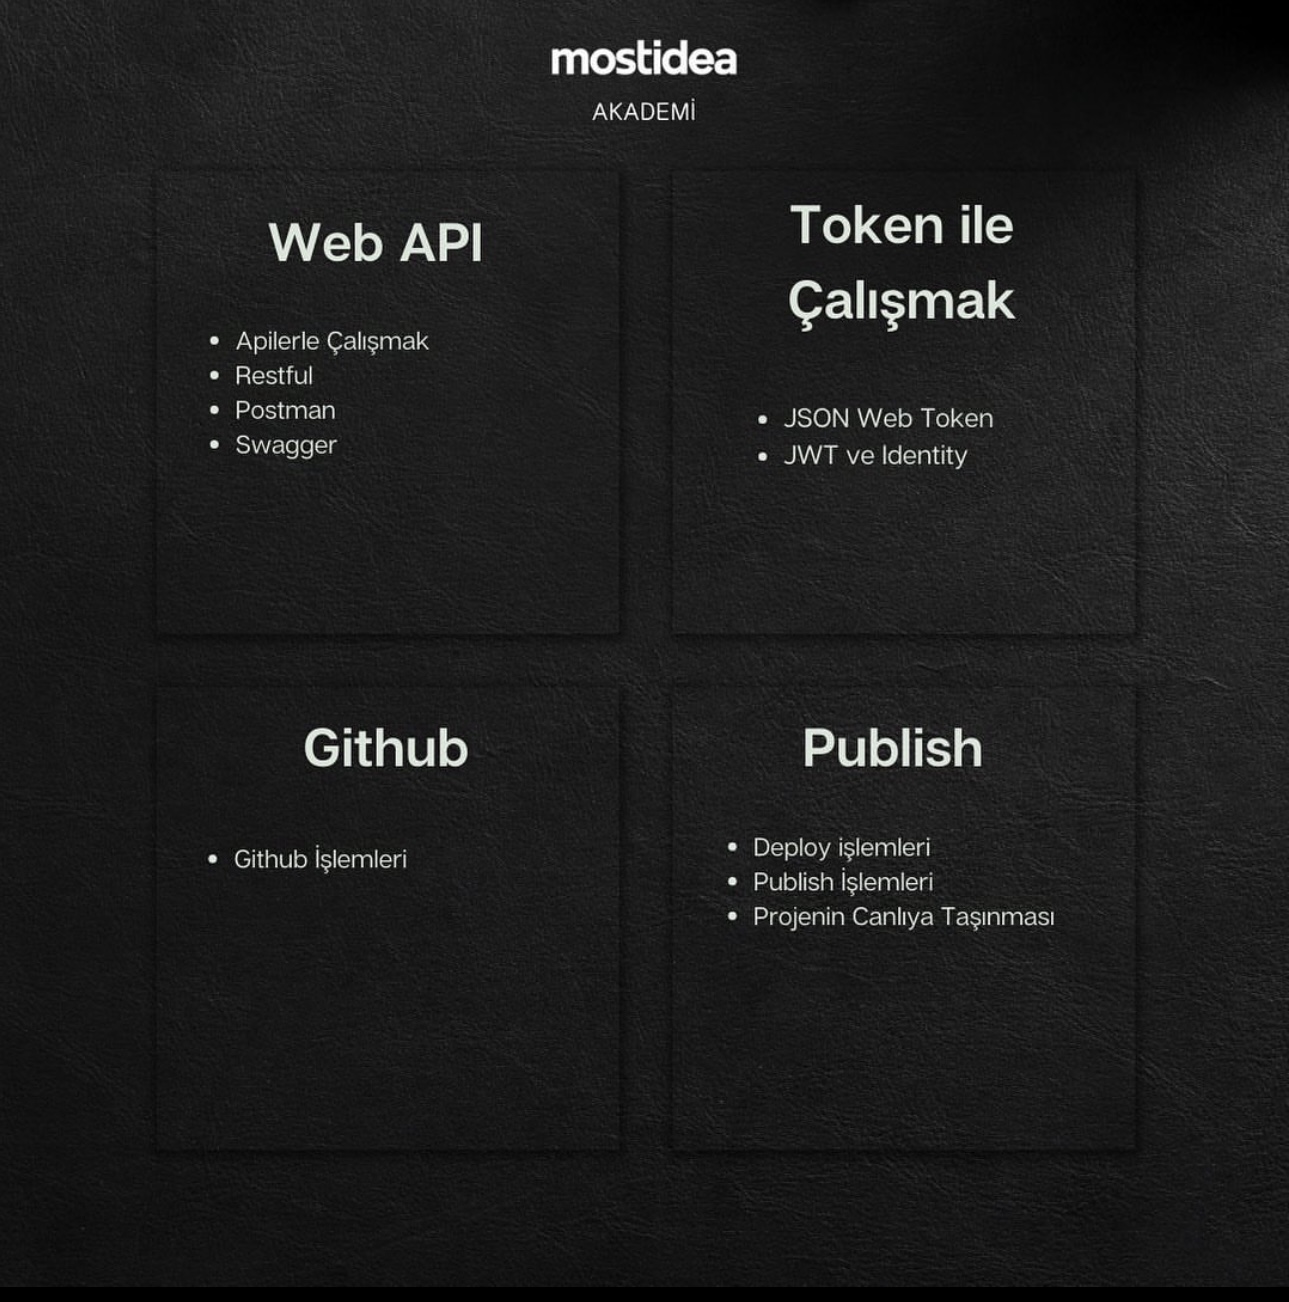 mostidea
AKADEMİ
Web API
Apilerle Çalışmak
Restful
Postman
Swagger
Token ile
Çalışmak
JSON Web Token
JWT ve Identity
Github
Github İşlemleri
Publish
Deploy işlemleri
Publish İşlemleri
Projenin Canlıya Taşınması